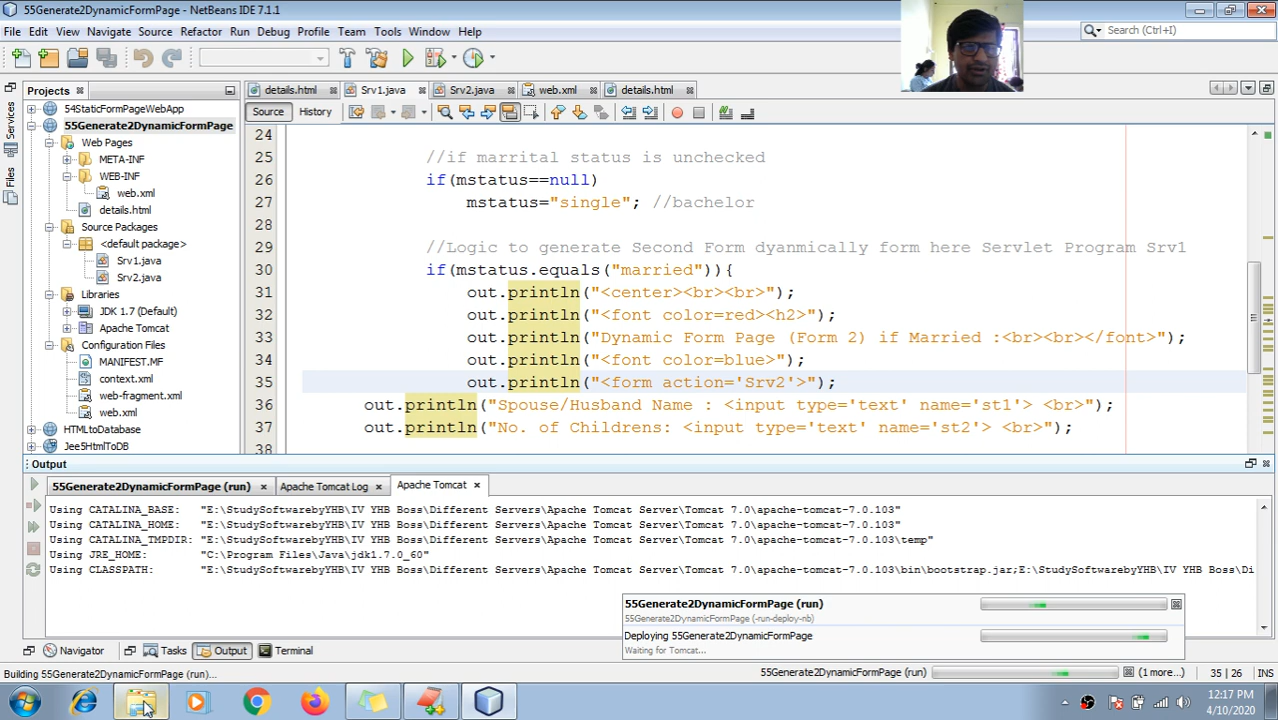 55Generate2DynamicFormPage - NetBeans IDE 7.1.1
File Edit View Navigate Source Refactor Run Debug Profile Team Tools Window Help
Search (Ctrl+I)
Projects
details.html Srv1.java Srv2.java web.xml details.html
Services
Files
54StaticFormPageWebApp
55Generate2DynamicFormPage
Web Pages
META-INF
WEB-INF
web.xml
details.html
Source Packages
<default package>
Srv1.java
Srv2.java
Libraries
JDK 1.7 (Default)
Apache Tomcat
Configuration Files
MANIFEST.MF
context.xml
web-fragment.xml
web.xml
HTMLtoDatabase
Jee5HtmlToDB
Source History
24
25 //if marrital status is unchecked
26 if(mstatus==null)
27 mstatus="single"; //bachelor
28
29 //Logic to generate Second Form dyanmically form here Servlet Program Srv1
30 if(mstatus.equals("married")){
31 out.println("<center><br><br>");
32 out.println("<font color=red><h2>");
33 out.println("Dynamic Form Page (Form 2) if Married :<br><br></font>");
34 out.println("<font color=blue>");
35 out.println("<form action='Srv2'>");
36 out.println("Spouse/Husband Name : <input type='text' name='st1'> <br>");
37 out.println("No. of Childrens: <input type='text' name='st2'> <br>");
38
Output
55Generate2DynamicFormPage (run) Apache Tomcat Log Apache Tomcat
Using CATALINA_BASE: "E:\StudySoftwarebyYHB\IV YHB Boss\Different Servers\Apache Tomcat Server\Tomcat 7.0\apache-tomcat-7.0.103"
Using CATALINA_HOME: "E:\StudySoftwarebyYHB\IV YHB Boss\Different Servers\Apache Tomcat Server\Tomcat 7.0\apache-tomcat-7.0.103"
Using CATALINA_TMPDIR: "E:\StudySoftwarebyYHB\IV YHB Boss\Different Servers\Apache Tomcat Server\Tomcat 7.0\apache-tomcat-7.0.103\temp"
Using JRE_HOME: "C:\Program Files\Java\jdk1.7.0_60"
Using CLASSPATH: "E:\StudySoftwarebyYHB\IV YHB Boss\Different Servers\Apache Tomcat Server\Tomcat 7.0\apache-tomcat-7.0.103\bin\bootstrap.jar;E:\StudySoftwarebyYHB\IV YHB Boss\Di
55Generate2DynamicFormPage (run)
55Generate2DynamicFormPage (-run-deploy-nb)
Deploying 55Generate2DynamicFormPage
Waiting for Tomcat...
Navigator Tasks Output Terminal
Building 55Generate2DynamicFormPage (run)...
55Generate2DynamicFormPage (run) (1 more...) 35 | 26 INS
12:17 PM
4/10/2020